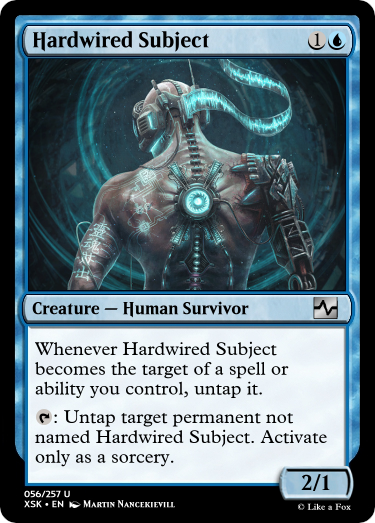 Hardwired Subject 1
Creature — Human Survivor
Whenever Hardwired Subject
becomes the target of a spell or
ability you control, untap it.
: Untap target permanent not
named Hardwired Subject. Activate
only as a sorcery.
2/1
056/257 U
XSK • EN Martin Nancekievill
© Like a Fox